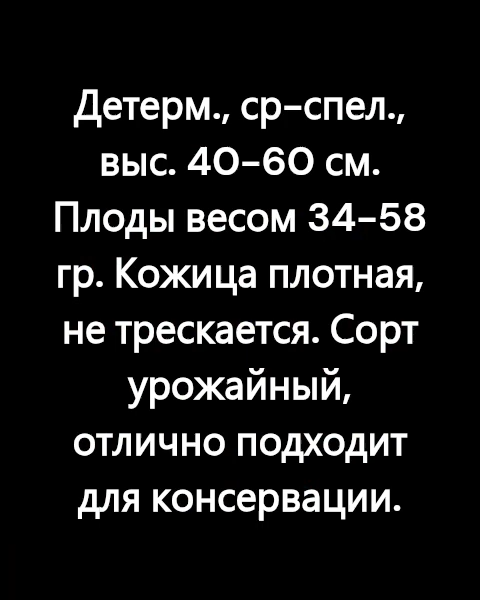 Детерм., ср-спел.,
выс. 40-60 см.
Плоды весом 34-58
гр. Кожица плотная,
не трескается. Сорт
урожайный,
отлично подходит
для консервации.